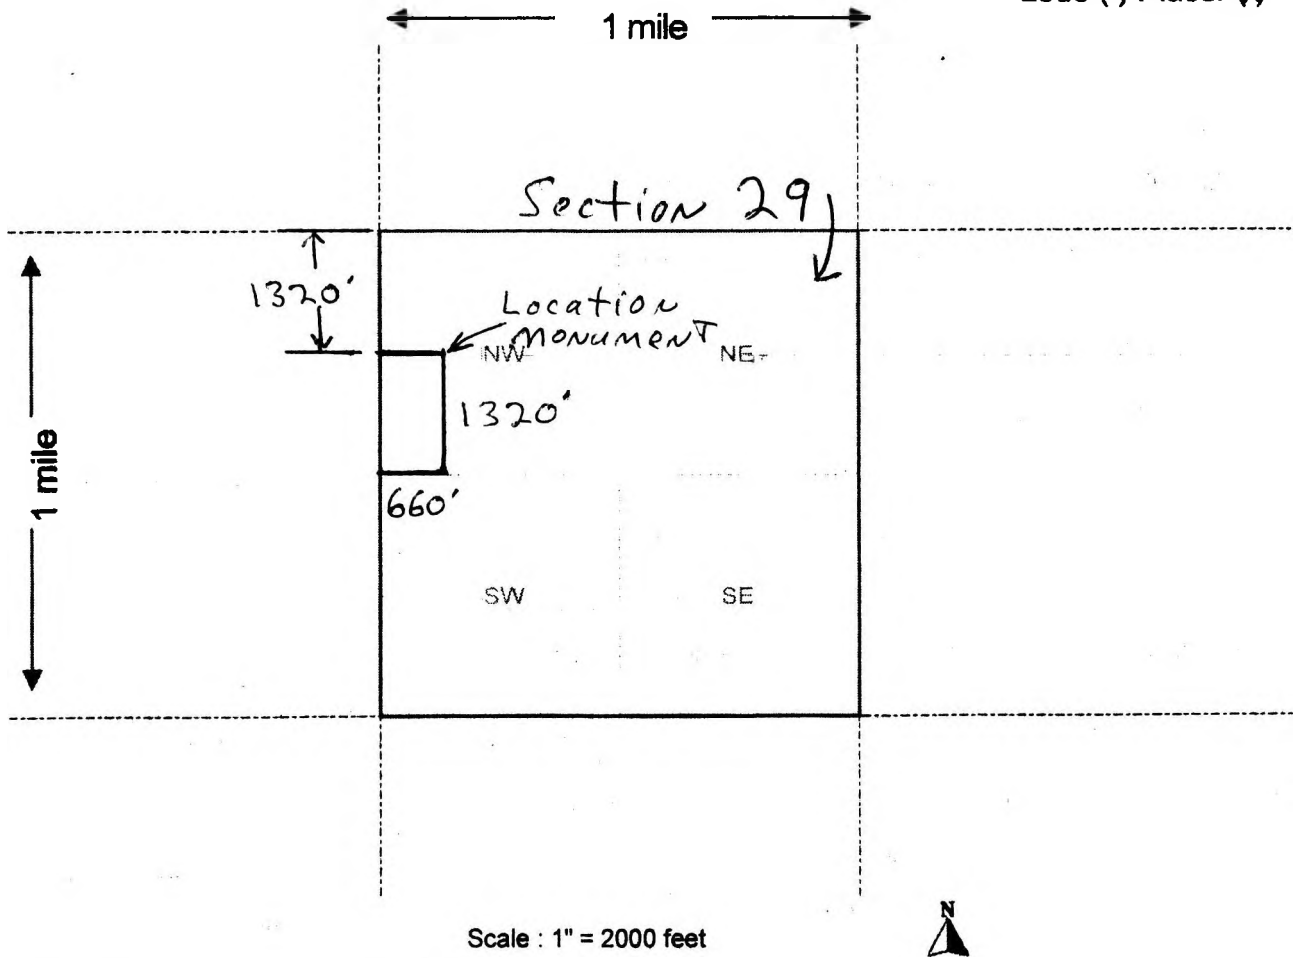 1 mile
Section 29
1320'
Location
Monument
NW
NE
1320'
1 mile
660'
SW
SE
N
Scale : 1" = 2000 feet